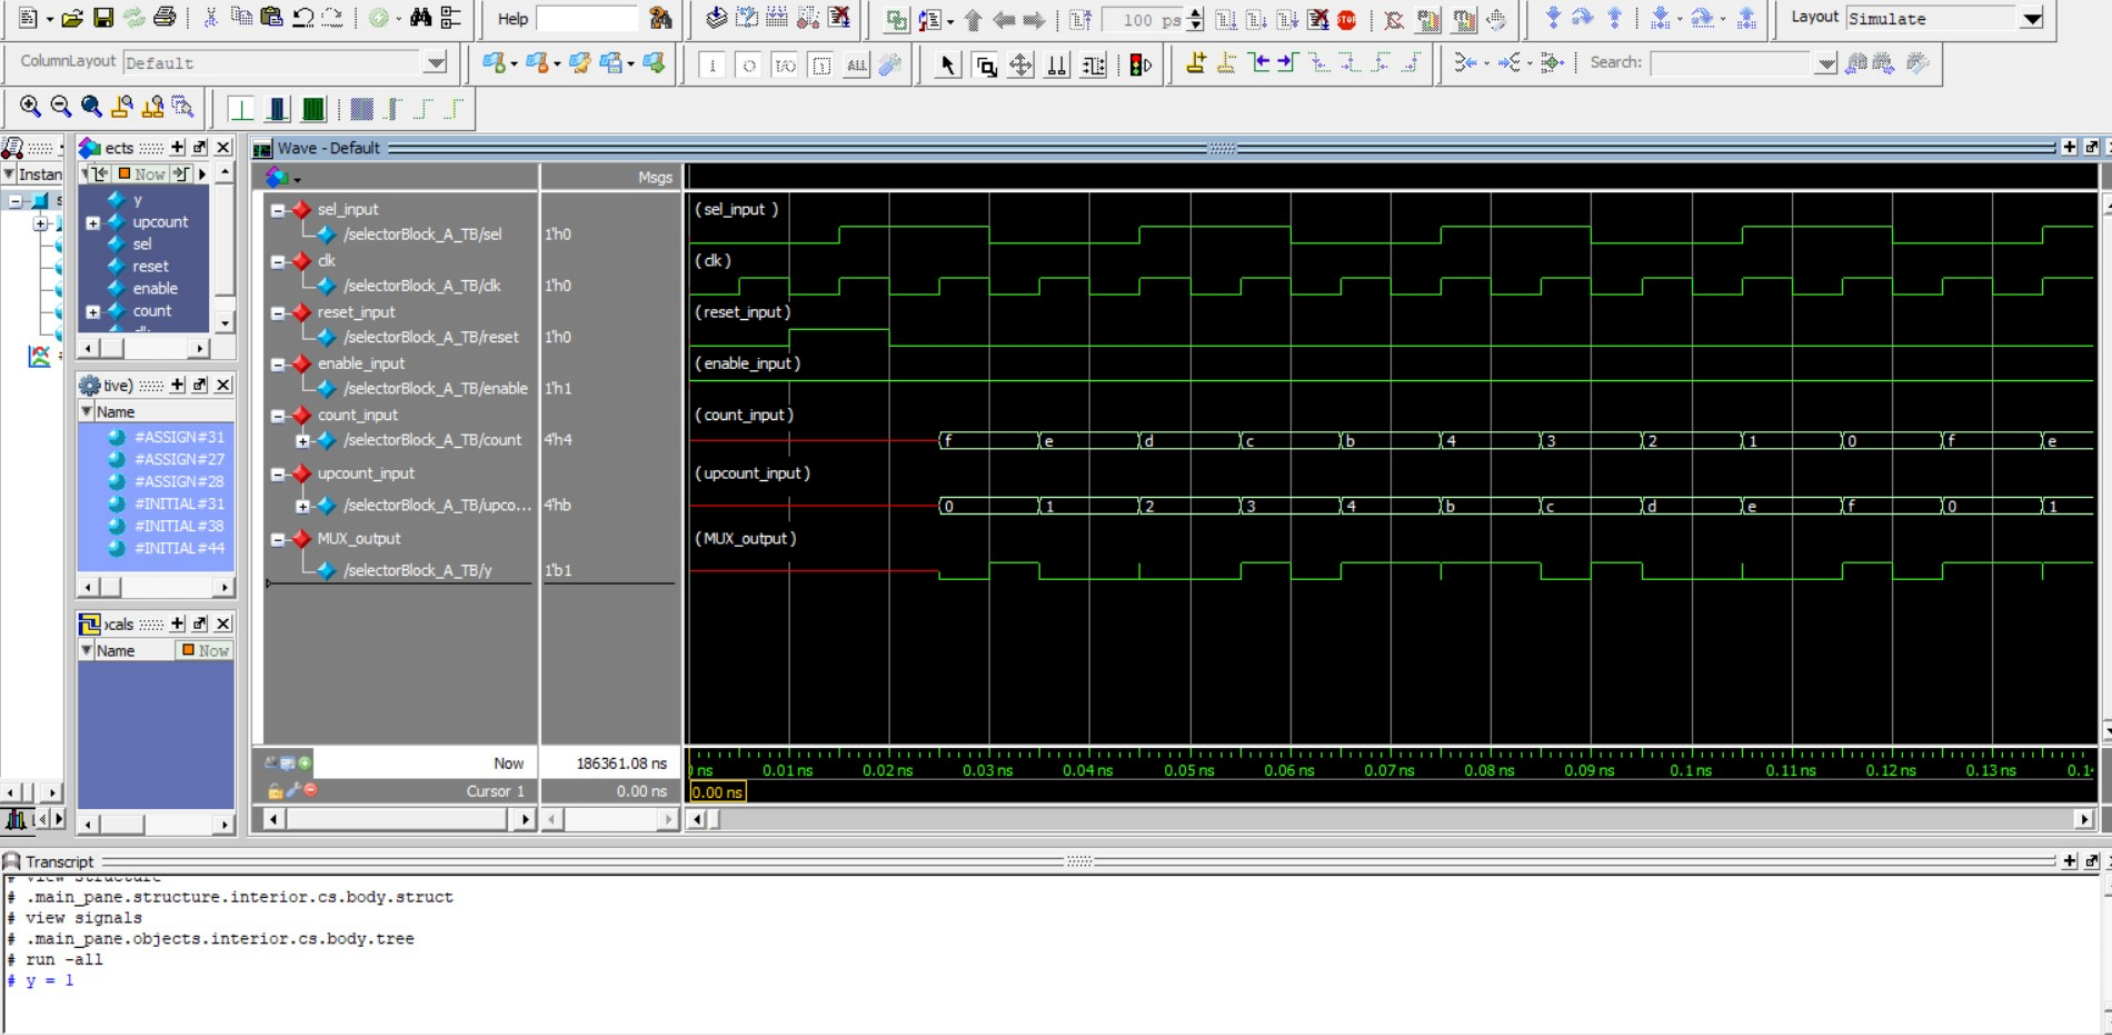 Help
100 ps
Layout Simulate
ColumnLayout Default
ALL
Search:
Instan
ects
Now
y
upcount
sel
reset
enable
count
tive)
Name
#ASSIGN#31
#ASSIGN#27
#ASSIGN#28
#INITIAL#31
#INITIAL#38
#INITIAL#44
ocals
Name Now
Wave - Default
Msgs
sel_input (sel_input )
/selectorBlock_A_TB/sel 1'h0
clk (clk)
/selectorBlock_A_TB/clk 1'h0
reset_input (reset_input)
/selectorBlock_A_TB/reset 1'h0
enable_input (enable_input)
/selectorBlock_A_TB/enable 1'h1
count_input (count_input)
/selectorBlock_A_TB/count 4'h4 f e d c b 4 3 2 1 0 f e
upcount_input (upcount_input)
/selectorBlock_A_TB/upco... 4'hb 0 1 2 3 4 b c d e f 0 1
MUX_output (MUX_output)
/selectorBlock_A_TB/y 1'b1
Now 186361.08 ns ns 0.01 ns 0.02 ns 0.03 ns 0.04 ns 0.05 ns 0.06 ns 0.07 ns 0.08 ns 0.09 ns 0.1 ns 0.11 ns 0.12 ns 0.13 ns 0.1
Cursor 1 0.00 ns 0.00 ns
Transcript
# view structure
# .main_pane.structure.interior.cs.body.struct
# view signals
# .main_pane.objects.interior.cs.body.tree
# run -all
# y = 1